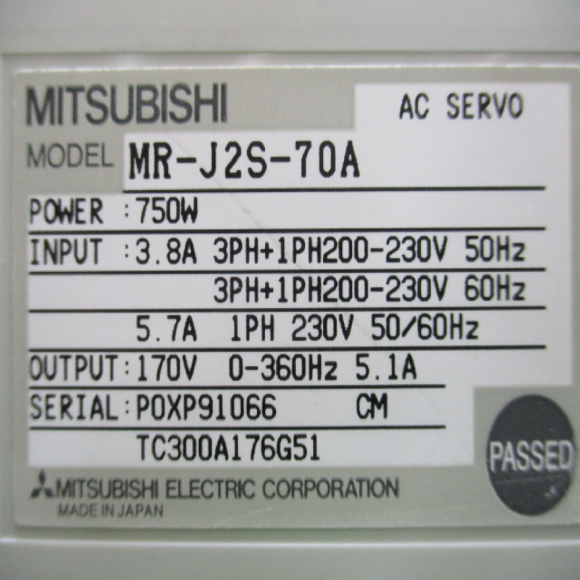 MITSUBISHI AC SERVO
MODEL MR-J2S-70A
POWER : 750W
INPUT : 3.8A 3PH+1PH200-230V 50Hz
3PH+1PH200-230V 60Hz
5.7A 1PH 230V 50/60Hz
OUTPUT: 170V 0-360Hz 5.1A
SERIAL: P0XP91066 CM
TC300A176G51
PASSED
MITSUBISHI ELECTRIC CORPORATION
MADE IN JAPAN